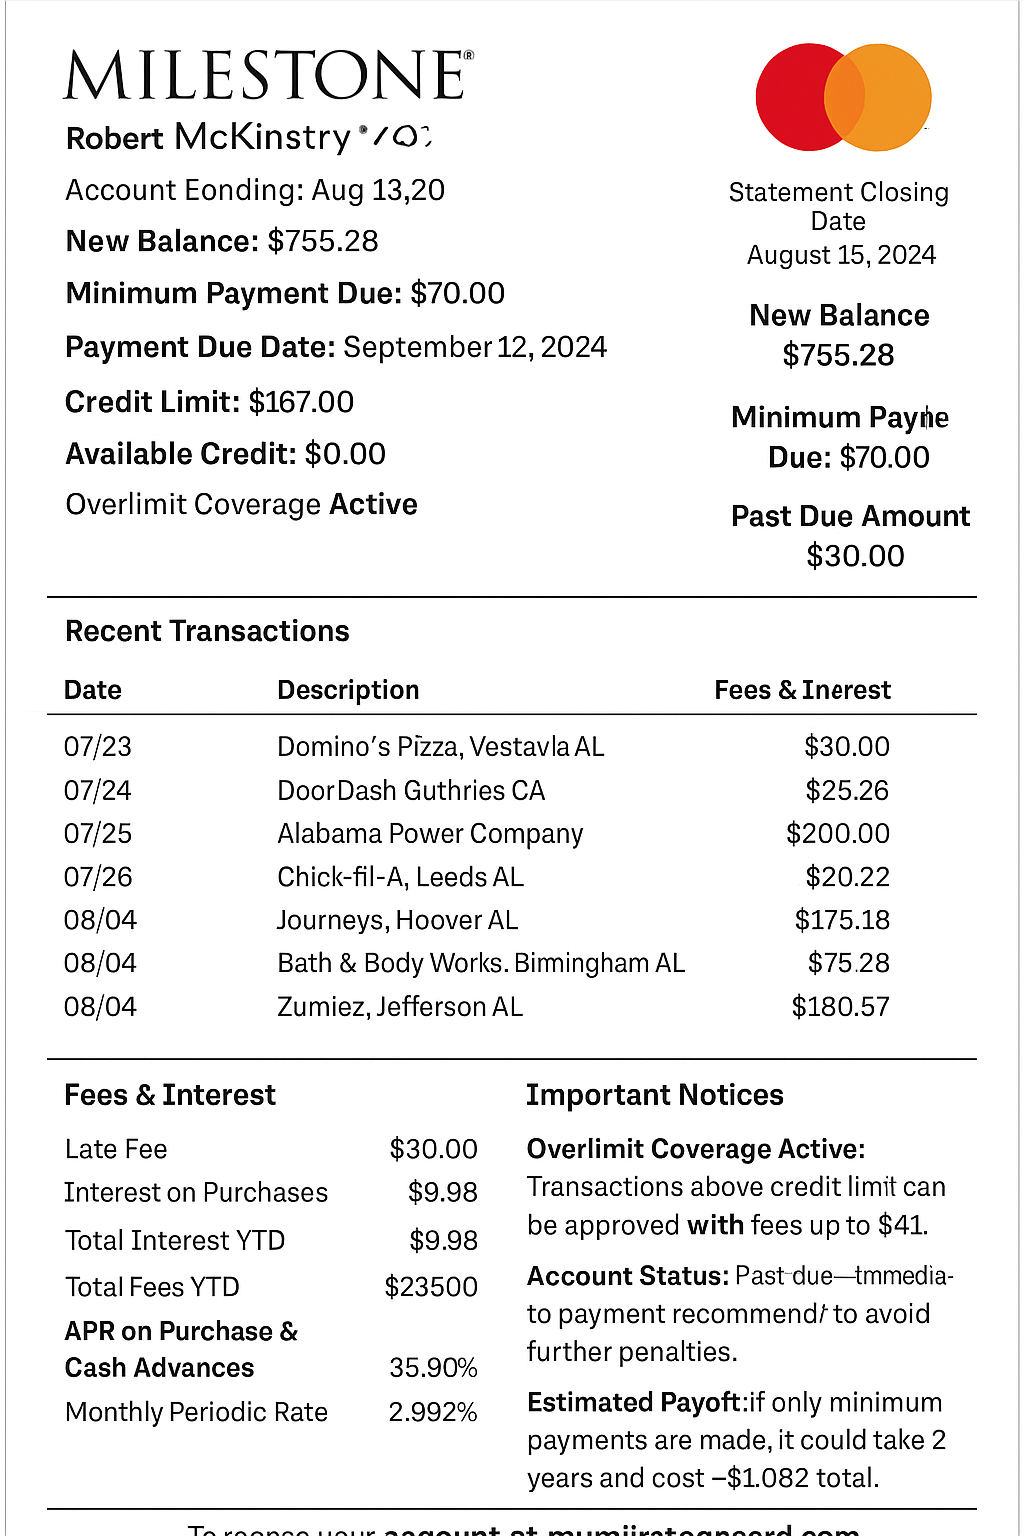 MILESTONE®
Robert McKinstry
Account Eonding: Aug 13,20
New Balance: $755.28
Minimum Payment Due: $70.00
Payment Due Date: September 12, 2024
Credit Limit: $167.00
Available Credit: $0.00
Overlimit Coverage Active
Statement Closing
Date
August 15, 2024
New Balance
$755.28
Minimum Payne
Due: $70.00
Past Due Amount
$30.00
Recent Transactions
Date Description Fees & Inerest
07/23 Domino's Pizza, Vestavla AL $30.00
07/24 DoorDash Guthries CA $25.26
07/25 Alabama Power Company $200.00
07/26 Chick-fil-A, Leeds AL $20.22
08/04 Journeys, Hoover AL $175.18
08/04 Bath & Body Works. Bimingham AL $75.28
08/04 Zumiez, Jefferson AL $180.57
Fees & Interest
Late Fee $30.00
Interest on Purchases $9.98
Total Interest YTD $9.98
Total Fees YTD $23500
APR on Purchase &
Cash Advances 35.90%
Monthly Periodic Rate 2.992%
Important Notices
Overlimit Coverage Active:
Transactions above credit limit can
be approved with fees up to $41.
Account Status: Past-due—tmmedia-
to payment recommend to avoid
further penalties.
Estimated Payoft:if only minimum
payments are made, it could take 2
years and cost –$1.082 total.
your